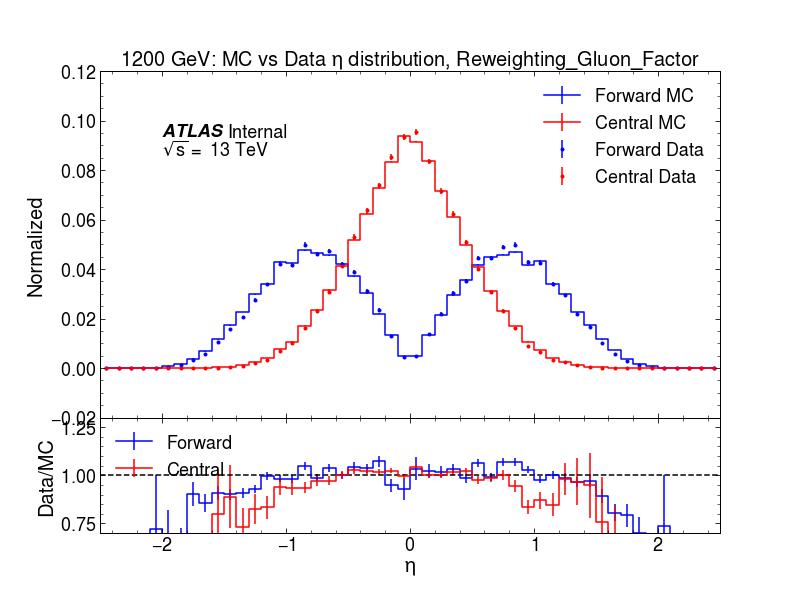 1200 GeV: MC vs Data η distribution, Reweighting_Gluon_Factor
0.12
0.10
0.08
0.06
0.04
0.02
0.00
−0.02
Normalized
ATLAS Internal
√s = 13 TeV
Forward MC
Central MC
Forward Data
Central Data
1.25
1.00
0.75
Data/MC
Forward
Central
−2 −1 0 1 2
η